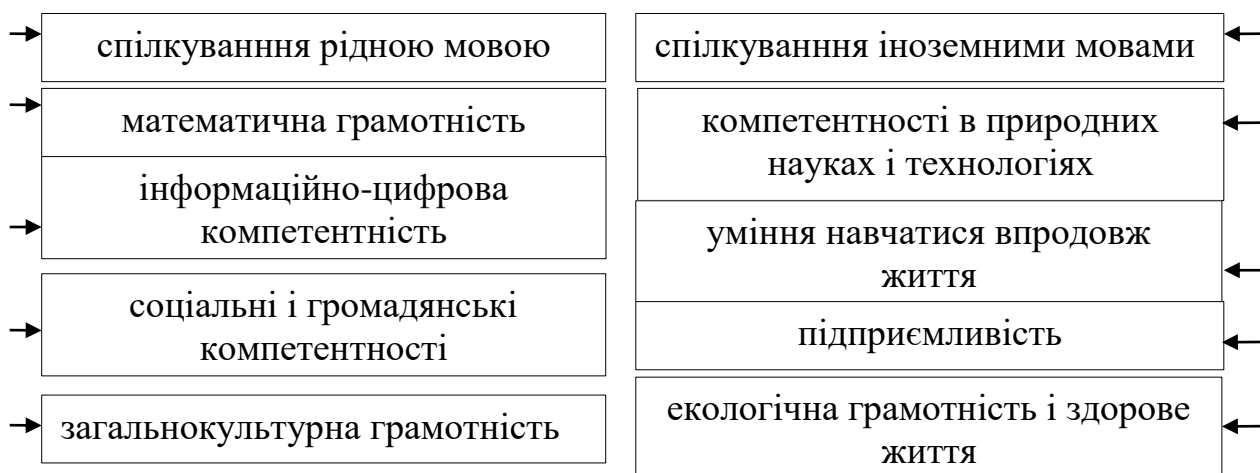 спілкуванння рідною мовою
спілкуванння іноземними мовами
математична грамотність
компетентності в природних
науках і технологіях
інформаційно-цифрова
компетентність
уміння навчатися впродовж
життя
соціальні і громадянські
компетентності
підприємливість
загальнокультурна грамотність
екологічна грамотність і здорове
життя